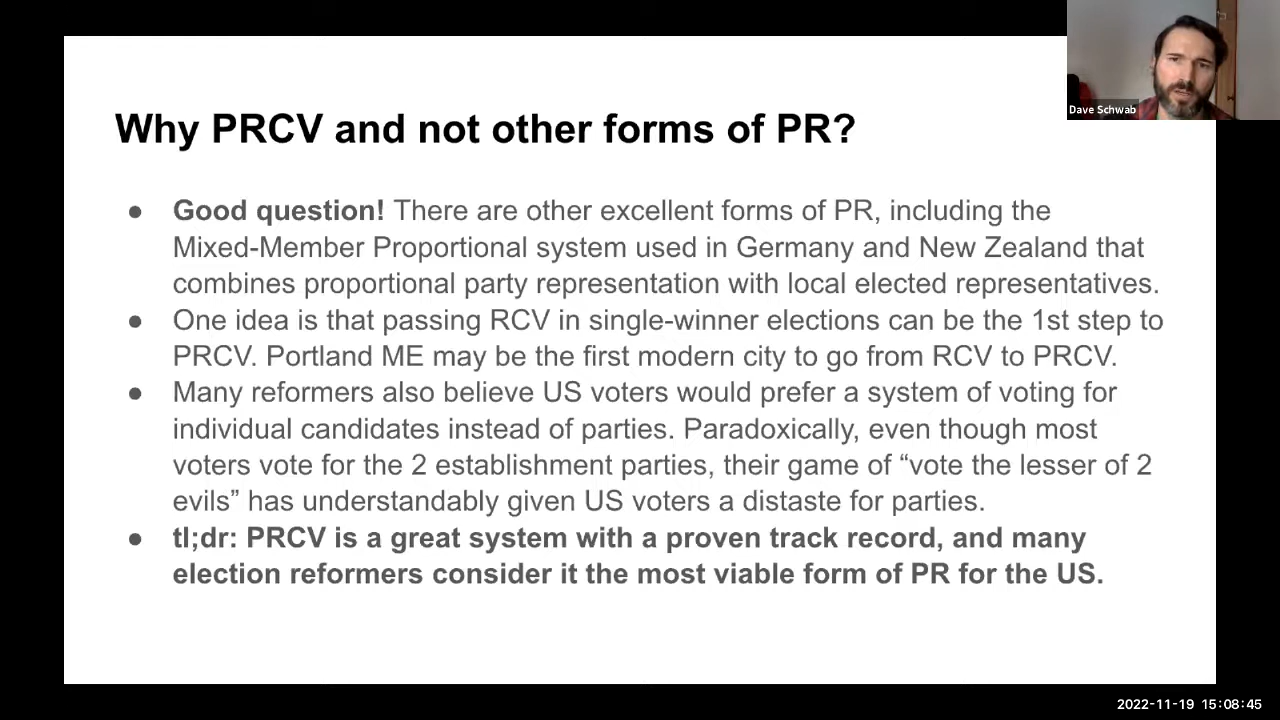 Dave Schwab
Why PRCV and not other forms of PR?
● Good question! There are other excellent forms of PR, including the
Mixed-Member Proportional system used in Germany and New Zealand that
combines proportional party representation with local elected representatives.
● One idea is that passing RCV in single-winner elections can be the 1st step to
PRCV. Portland ME may be the first modern city to go from RCV to PRCV.
● Many reformers also believe US voters would prefer a system of voting for
individual candidates instead of parties. Paradoxically, even though most
voters vote for the 2 establishment parties, their game of “vote the lesser of 2
evils” has understandably given US voters a distaste for parties.
● tl;dr: PRCV is a great system with a proven track record, and many
election reformers consider it the most viable form of PR for the US.
2022-11-19 15:08:45